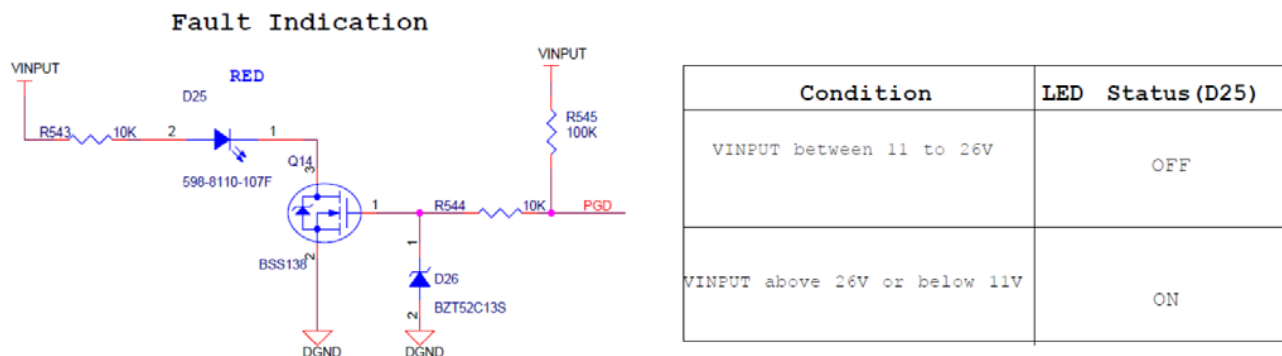 Fault Indication
VINPUT
RED
D25
R543
10K
2
1
598-8110-107F
Q14
3
1
2
BSS138
DGND
VINPUT
R545
100K
R544
10K
PGD
1
D26
BZT52C13S
2
DGND
Condition
LED Status(D25)
VINPUT between 11 to 26V
OFF
VINPUT above 26V or below 11V
ON